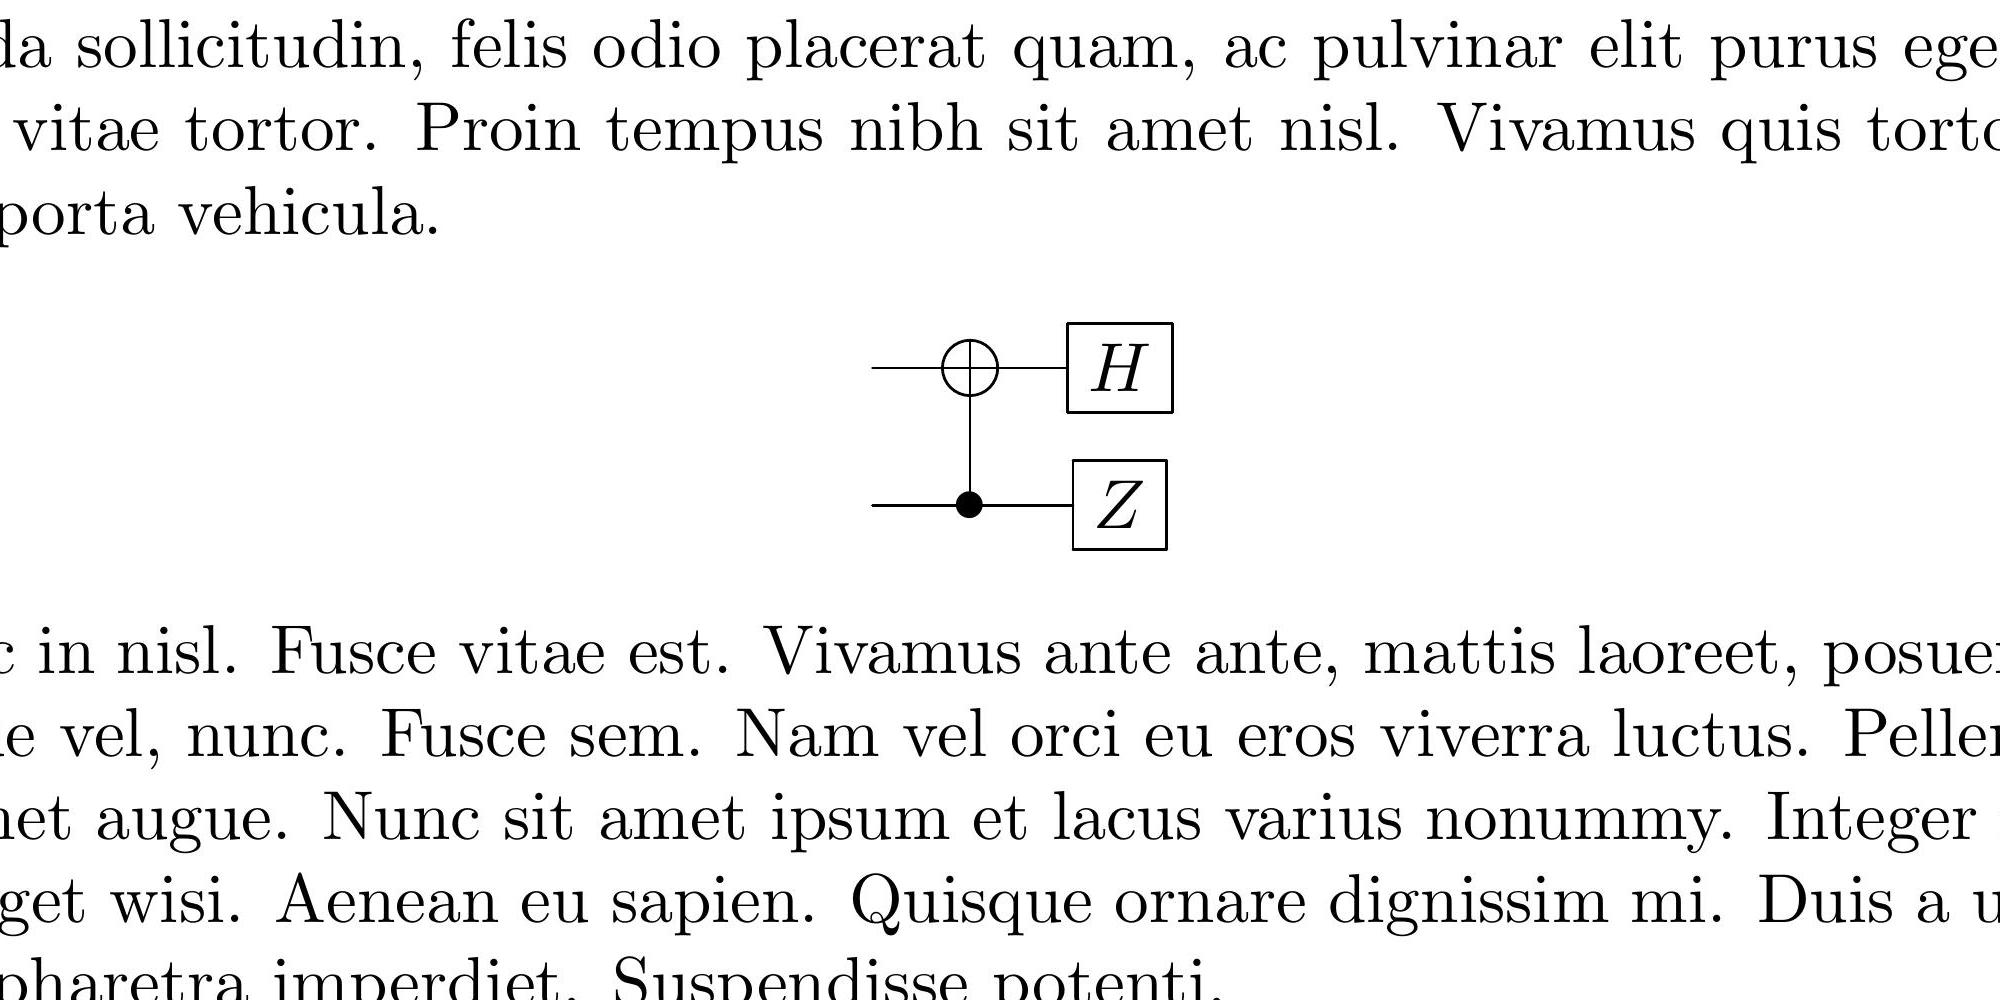 da sollicitudin, felis odio placerat quam, ac pulvinar elit purus ege
vitae tortor. Proin tempus nibh sit amet nisl. Vivamus quis torto
porta vehicula.
H
Z
c in nisl. Fusce vitae est. Vivamus ante ante, mattis laoreet, posuer
e vel, nunc. Fusce sem. Nam vel orci eu eros viverra luctus. Peller
net augue. Nunc sit amet ipsum et lacus varius nonummy. Integer
get wisi. Aenean eu sapien. Quisque ornare dignissim mi. Duis a u
pharetra imperdiet. Suspendisse potenti.